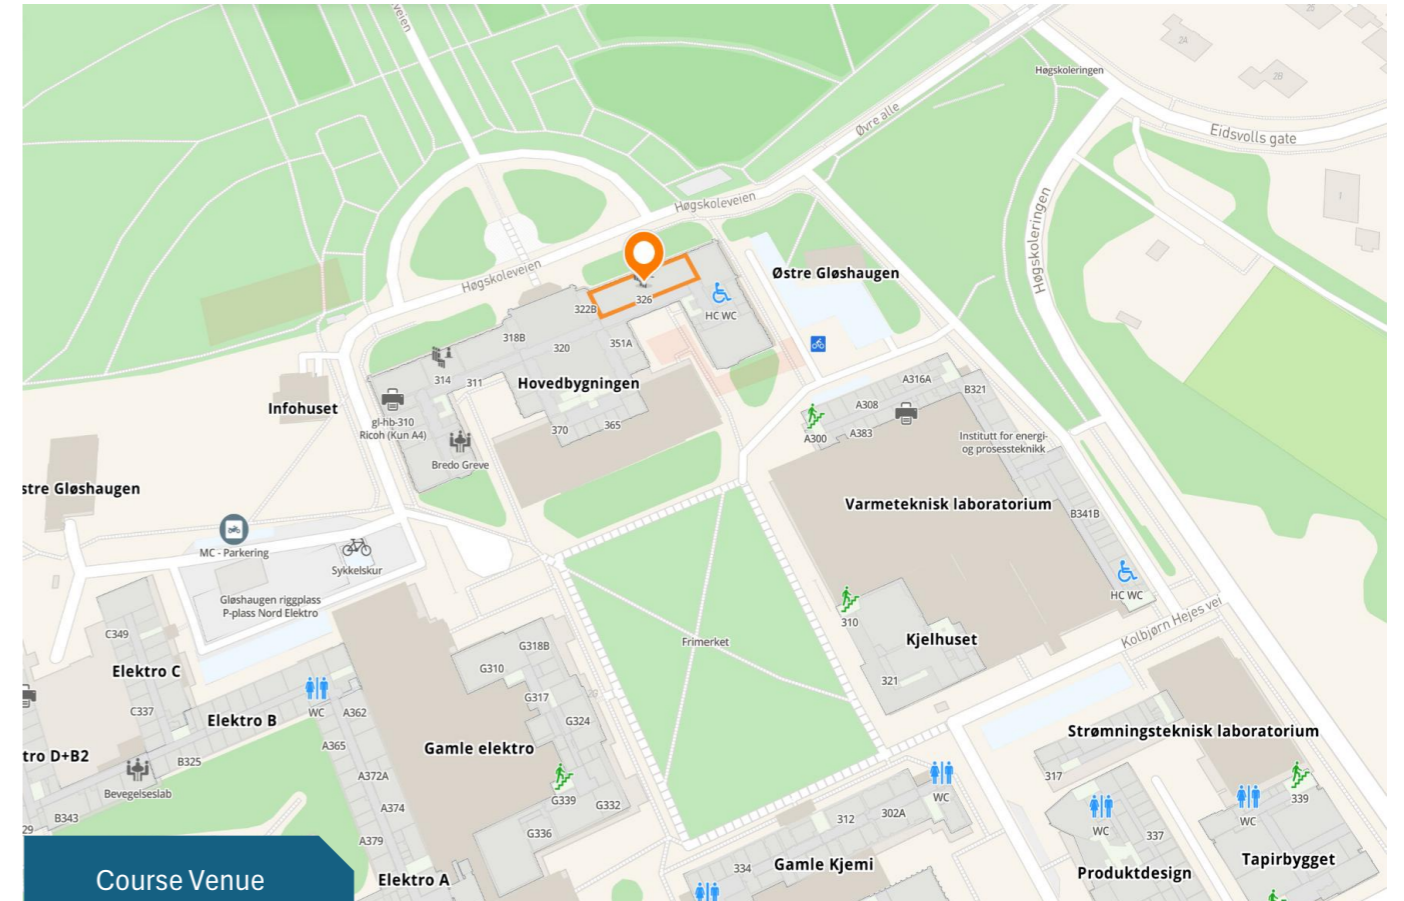 veien
2A
2B
Høgskoleringen
Øvre alle
Eidsvolls gate
Høgskoleveien
Høgskoleringen
Østre Gløshaugen
Høgskoleveien
326
322B
HC WC
318B
320
351A
314
311
Hovedbygningen
A316A
B321
Infohuset
gl-hb-310
Ricoh (Kun A4)
370
365
A308
A300
A383
Institutt for energi-
og prosessteknikk
Bredo Greve
stre Gløshaugen
Varmeteknisk laboratorium
B341B
MC - Parkering
Sykkelskur
HC WC
Gløshaugen riggplass
P-plass Nord Elektro
310
Kolbjørn Hejes vei
C349
G318B
Frimerket
Kjelhuset
Elektro C
G310
321
G317
C337
Elektro B
WC
A362
G324
Strømningsteknisk laboratorium
tro D+B2
B325
A365
Gamle elektro
A372A
317
Bevegelseslab
G339
G332
WC
339
B343
A374
312
302A
WC
WC
29
A379
G336
337
Course Venue
Elektro A
334
Gamle Kjemi
Produktdesign
Tapirbygget